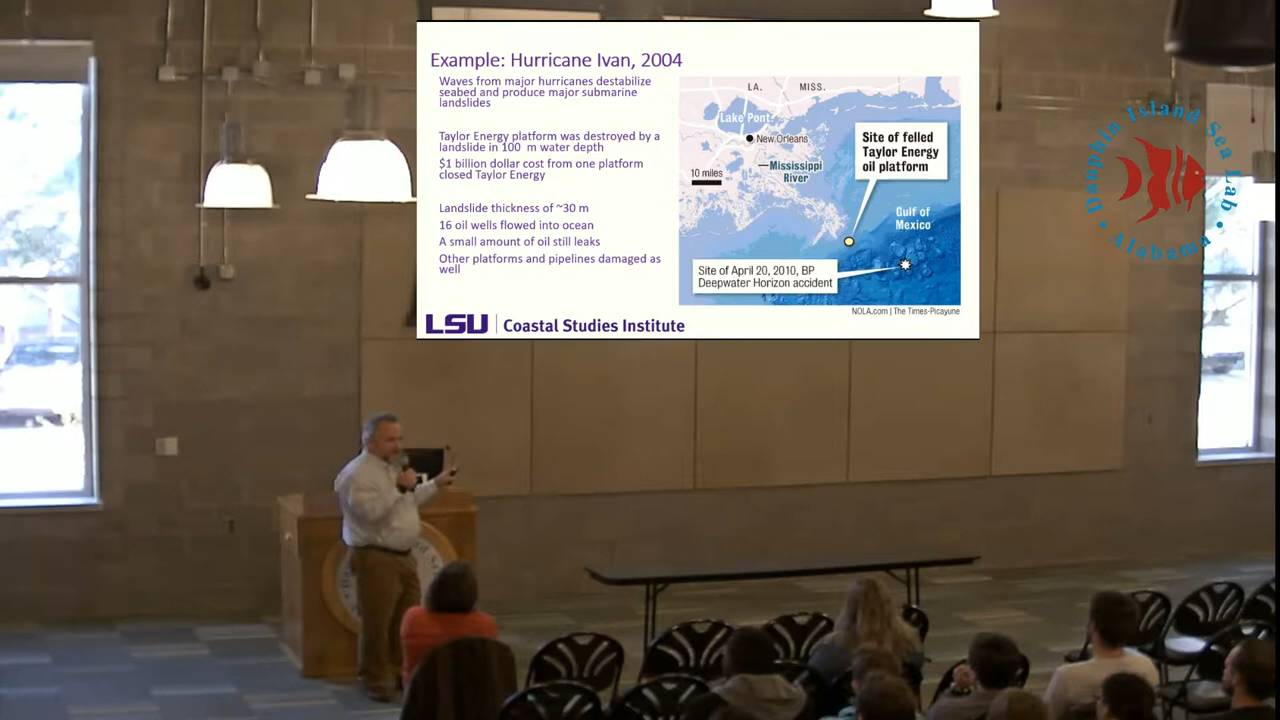 Example: Hurricane Ivan, 2004
Waves from major hurricanes destabilize
seabed and produce major submarine
landslides
Taylor Energy platform was destroyed by a
landslide in 100 m water depth
$1 billion dollar cost from one platform
closed Taylor Energy
Landslide thickness of ~30 m
16 oil wells flowed into ocean
A small amount of oil still leaks
Other platforms and pipelines damaged as
well
LA.
MISS.
Lake Pont.
New Orleans
Mississippi
River
10 miles
Site of felled
Taylor Energy
oil platform
Gulf of
Mexico
Site of April 20, 2010, BP
Deepwater Horizon accident
NOLA.com | The Times-Picayune
LSU | Coastal Studies Institute
Dauphin Island Sea Lab
• Alabama •